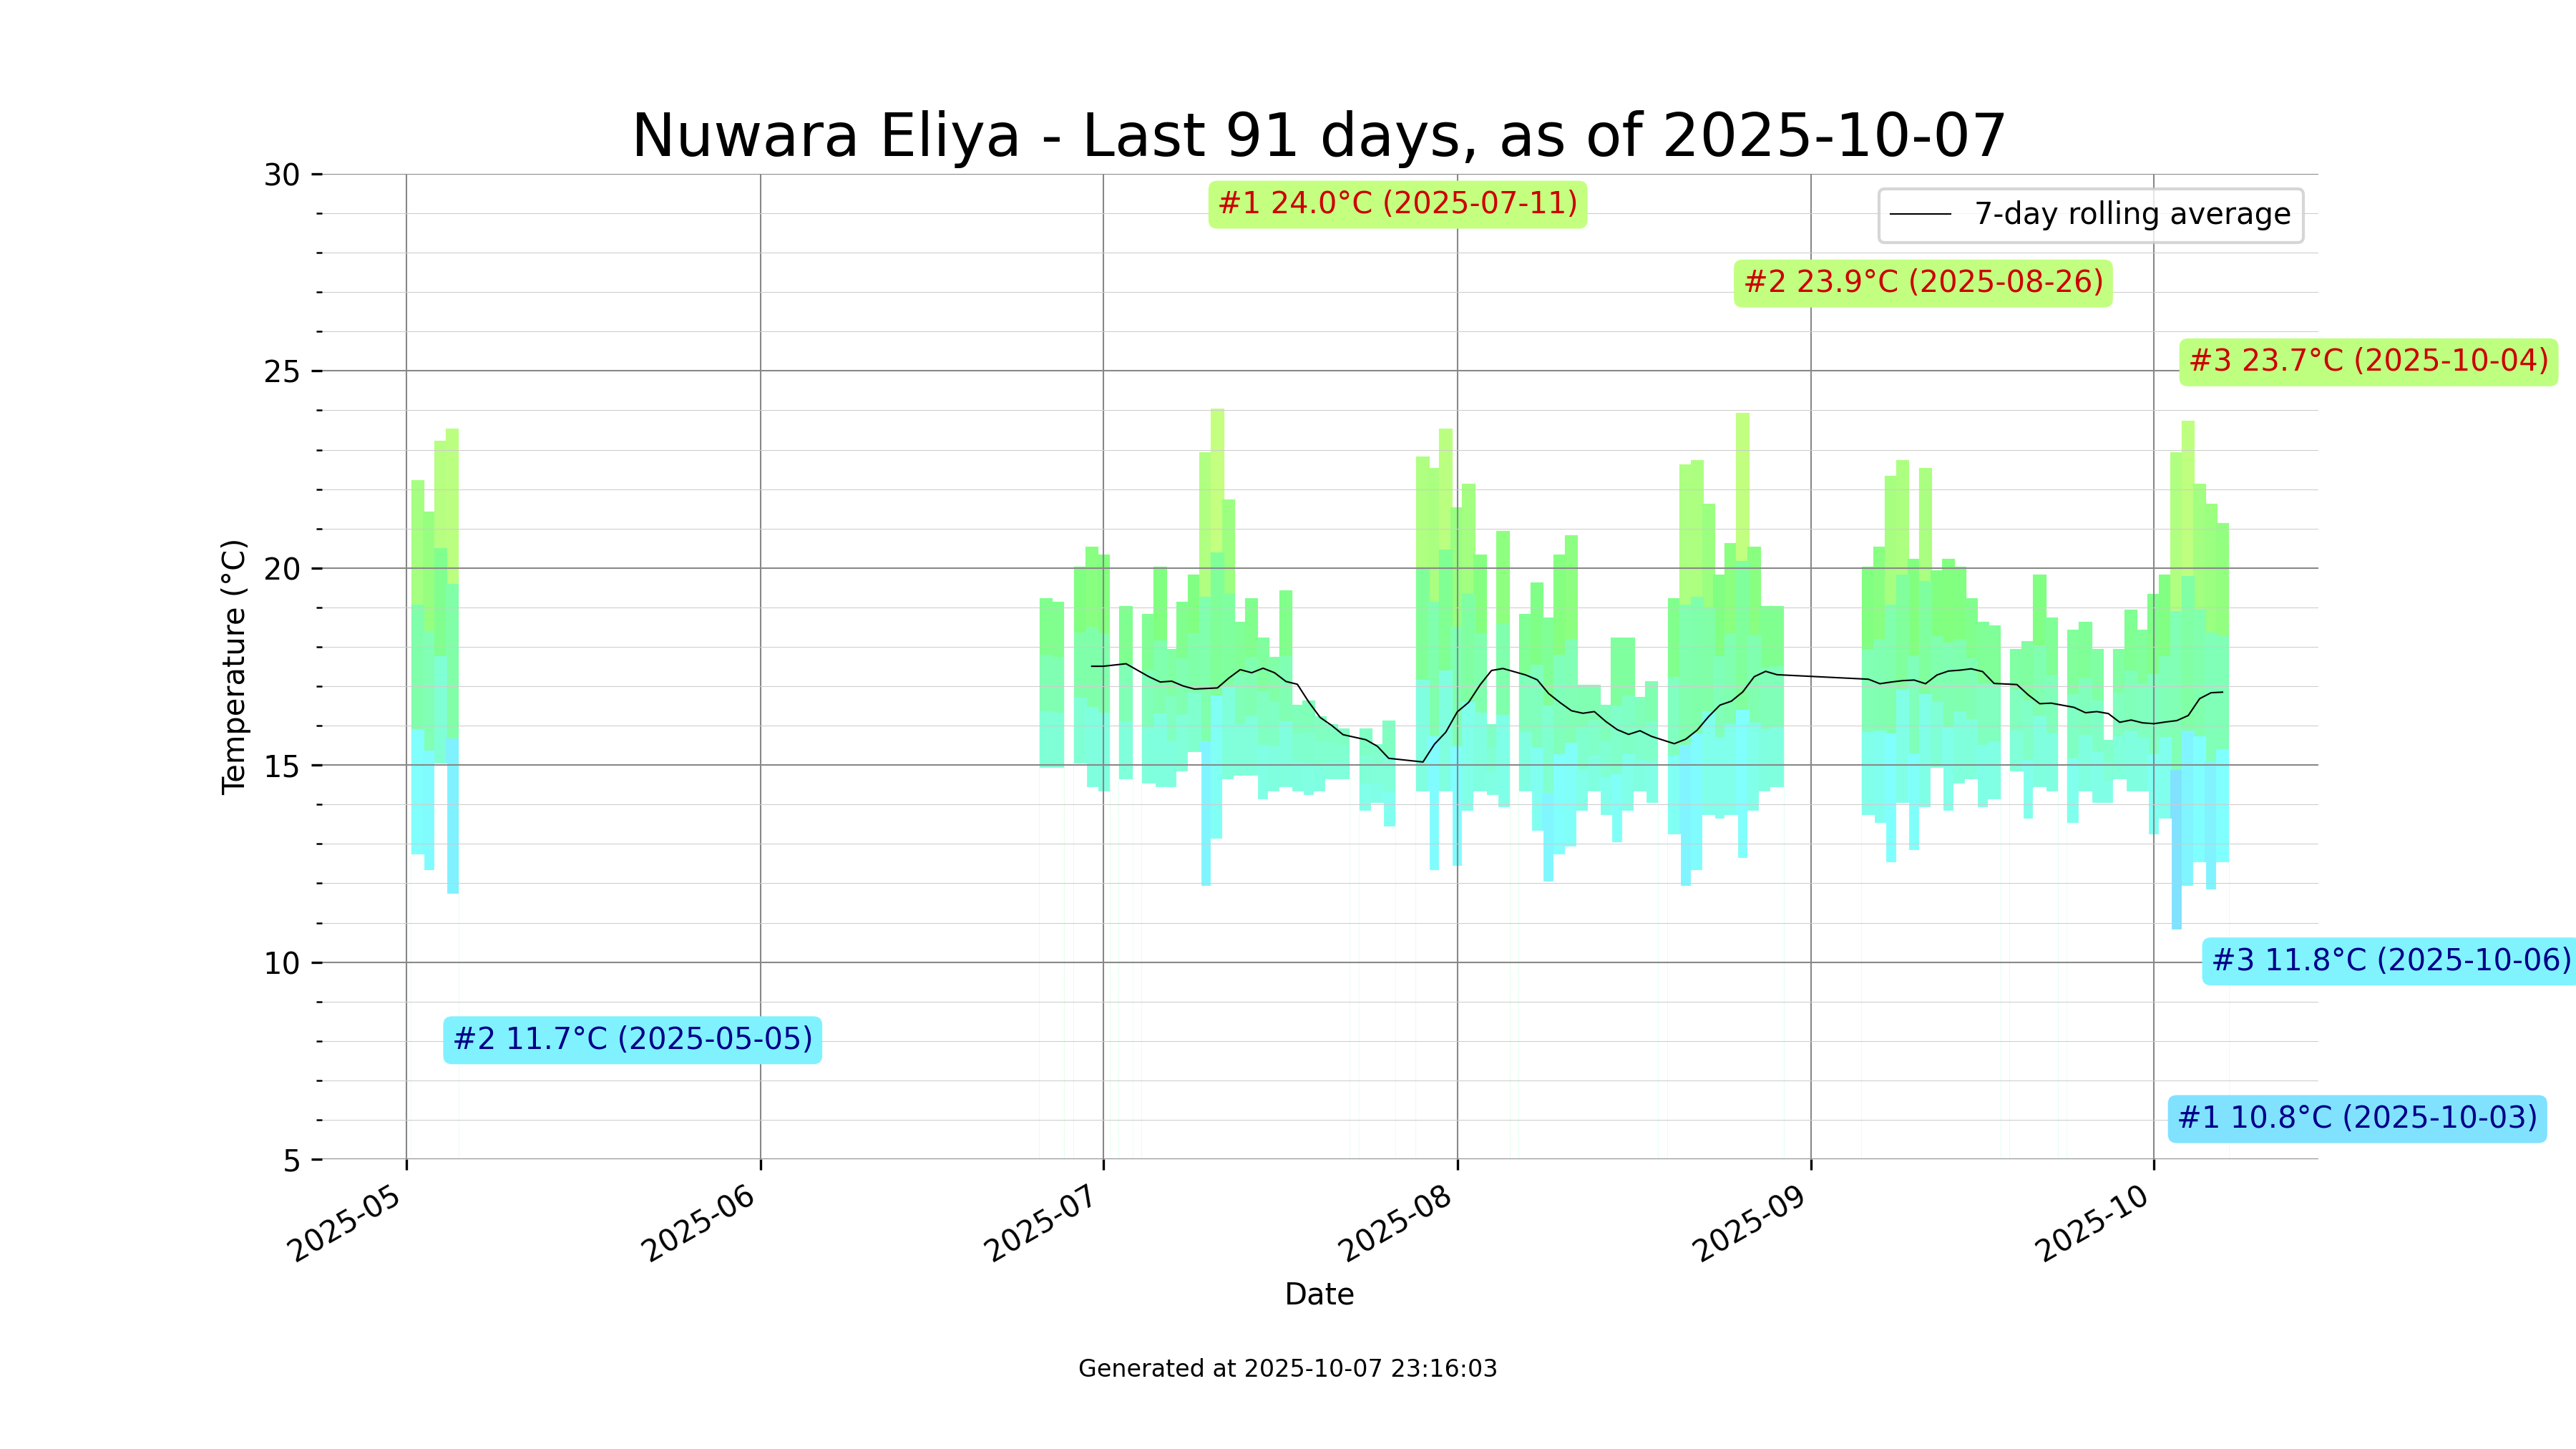 Nuwara Eliya - Last 91 days, as of 2025-10-07
30
#1 24.0°C (2025-07-11)
7-day rolling average
#2 23.9°C (2025-08-26)
#3 23.7°C (2025-10-04)
25
20
Temperature (°C)
15
10
#3 11.8°C (2025-10-06)
#2 11.7°C (2025-05-05)
#1 10.8°C (2025-10-03)
5
2025-05
2025-06
2025-07
2025-08
2025-09
2025-10
Date
Generated at 2025-10-07 23:16:03